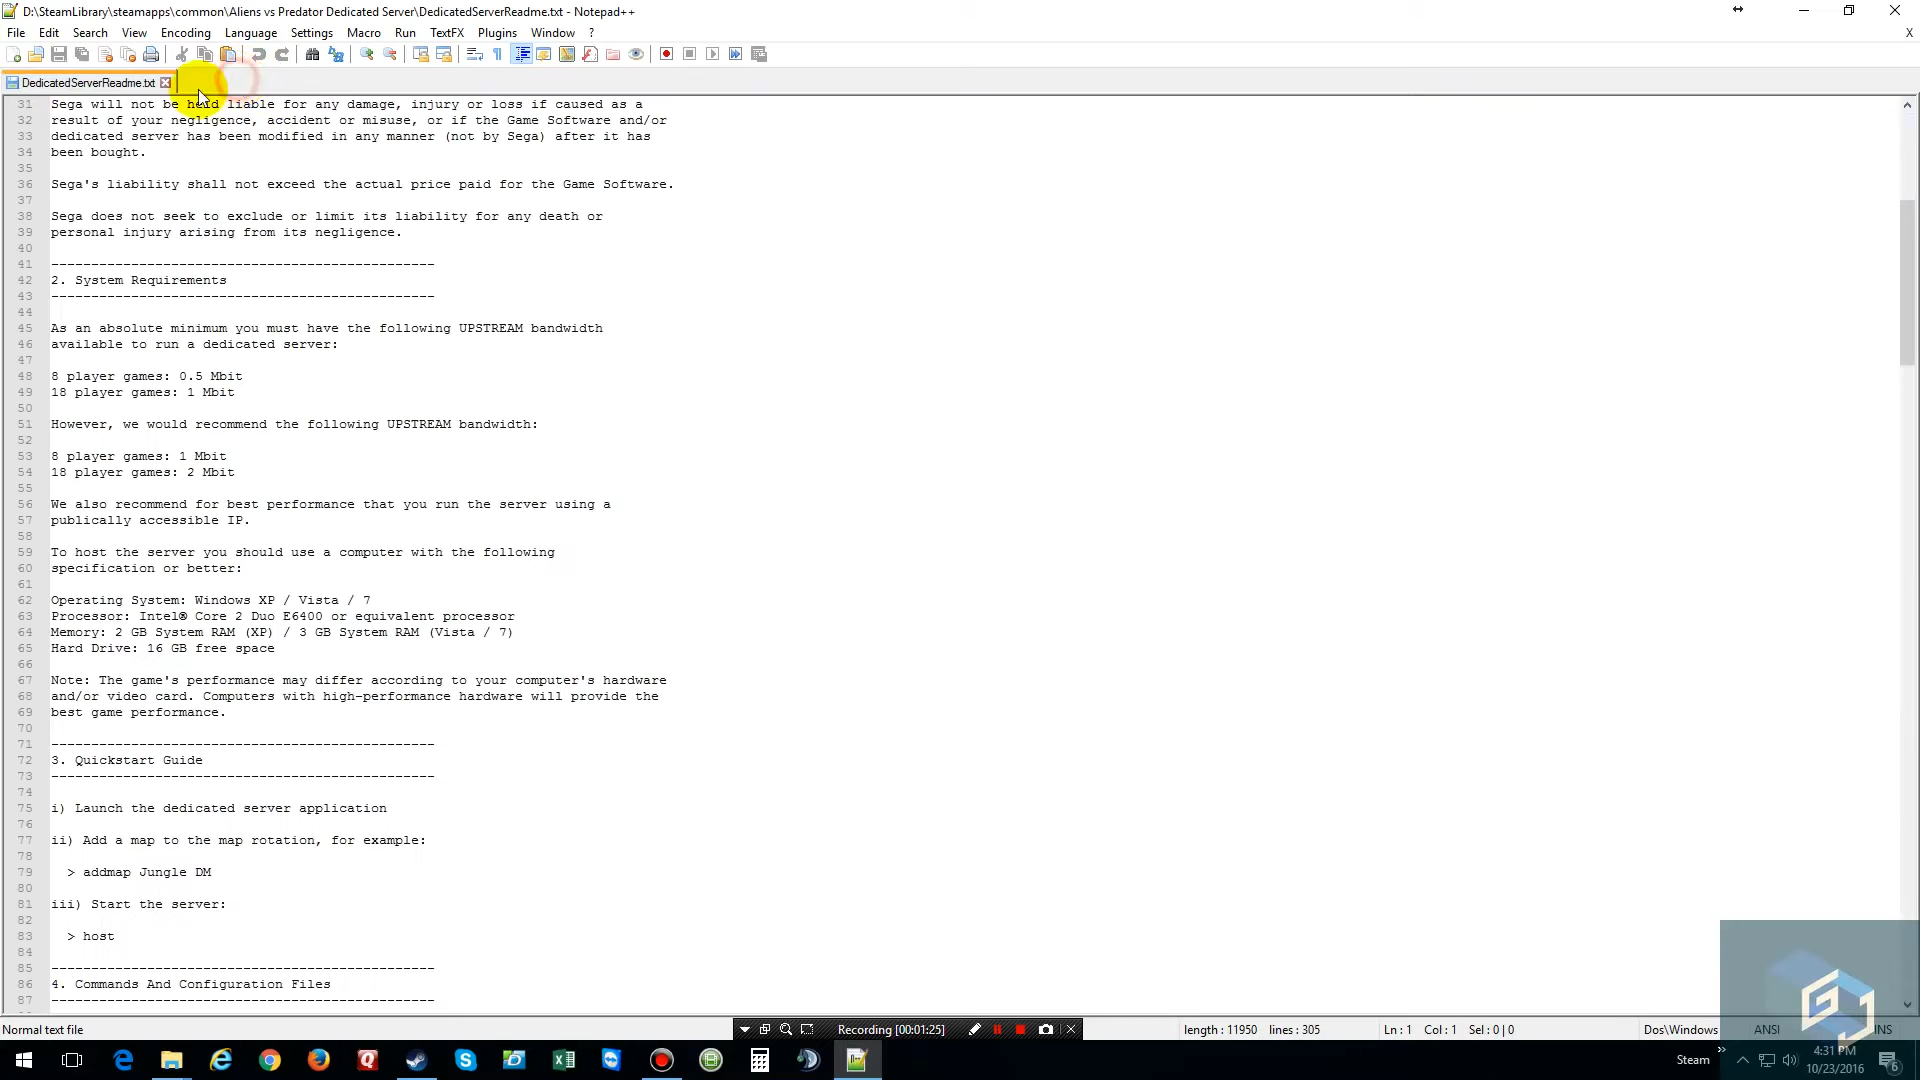 D:\SteamLibrary\steamapps\common\Aliens vs Predator Dedicated Server\DedicatedServerReadme.txt - Notepad++
File Edit Search View Encoding Language Settings Macro Run TextFX Plugins Window ? X
DedicatedServerReadme.txt
31 Sega will not be held liable for any damage, injury or loss if caused as a
32 result of your negligence, accident or misuse, or if the Game Software and/or
33 dedicated server has been modified in any manner (not by Sega) after it has
34 been bought.
35
36 Sega's liability shall not exceed the actual price paid for the Game Software.
37
38 Sega does not seek to exclude or limit its liability for any death or
39 personal injury arising from its negligence.
40
41 ------------------------------------------------
42 2. System Requirements
43 ------------------------------------------------
44
45 As an absolute minimum you must have the following UPSTREAM bandwidth
46 available to run a dedicated server:
47
48 8 player games: 0.5 Mbit
49 18 player games: 1 Mbit
50
51 However, we would recommend the following UPSTREAM bandwidth:
52
53 8 player games: 1 Mbit
54 18 player games: 2 Mbit
55
56 We also recommend for best performance that you run the server using a
57 publically accessible IP.
58
59 To host the server you should use a computer with the following
60 specification or better:
61
62 Operating System: Windows XP / Vista / 7
63 Processor: Intel® Core 2 Duo E6400 or equivalent processor
64 Memory: 2 GB System RAM (XP) / 3 GB System RAM (Vista / 7)
65 Hard Drive: 16 GB free space
66
67 Note: The game's performance may differ according to your computer's hardware
68 and/or video card. Computers with high-performance hardware will provide the
69 best game performance.
70
71 ------------------------------------------------
72 3. Quickstart Guide
73 ------------------------------------------------
74
75 i) Launch the dedicated server application
76
77 ii) Add a map to the map rotation, for example:
78
79 > addmap Jungle DM
80
81 iii) Start the server:
82
83 > host
84
85 ------------------------------------------------
86 4. Commands And Configuration Files
87 ------------------------------------------------
Normal text file Recording [00:01:25] length : 11950 lines : 305 Ln : 1 Col : 1 Sel : 0 | 0 Dos\Windows ANSI INS
Steam 4:31 PM
10/23/2016 6